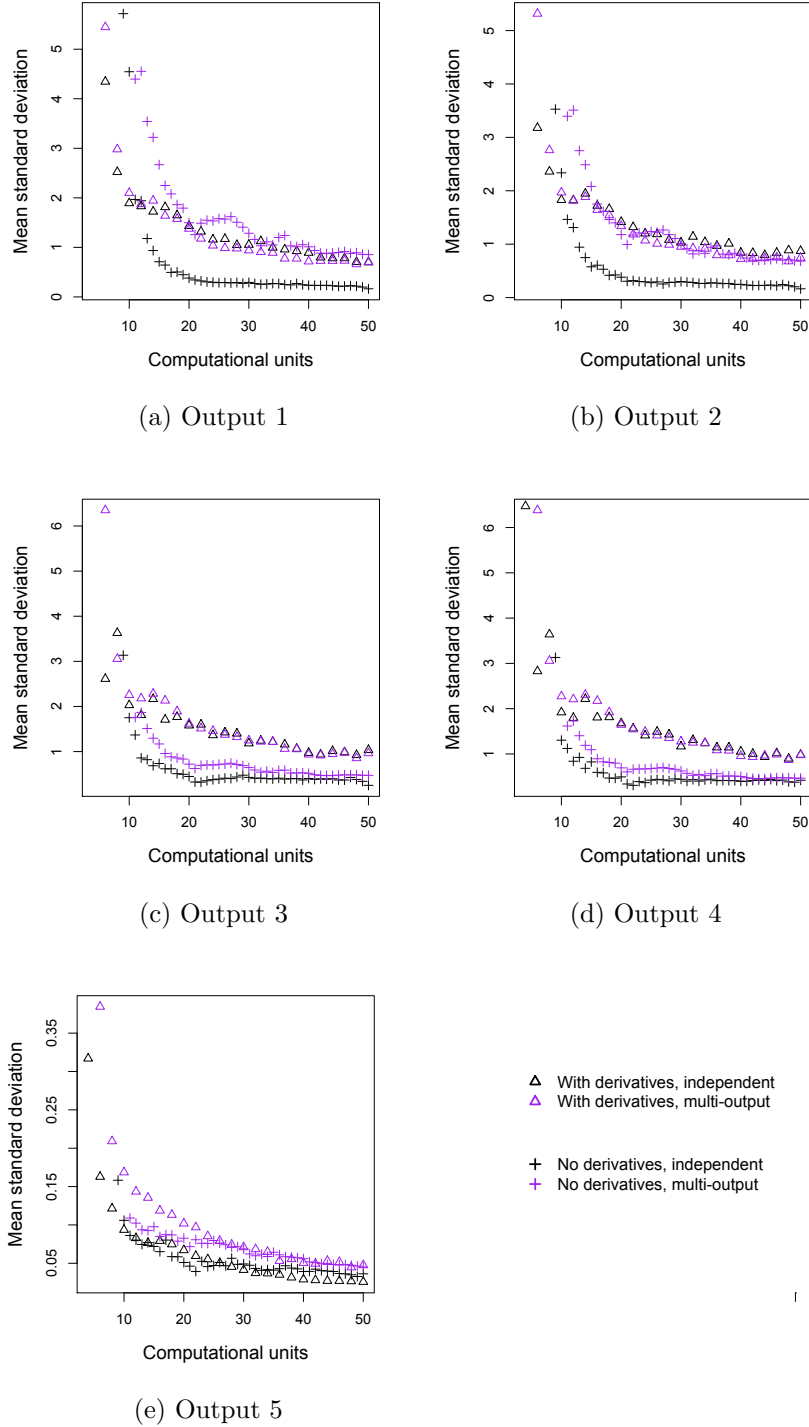 Mean standard deviation
5
4
3
2
1
0
10 20 30 40 50
Computational units
(a) Output 1
Mean standard deviation
5
4
3
2
1
0
10 20 30 40 50
Computational units
(b) Output 2
Mean standard deviation
6
5
4
3
2
1
10 20 30 40 50
Computational units
(c) Output 3
Mean standard deviation
6
5
4
3
2
1
10 20 30 40 50
Computational units
(d) Output 4
Mean standard deviation
0.35
0.25
0.15
0.05
10 20 30 40 50
Computational units
(e) Output 5
With derivatives, independent
With derivatives, multi-output
No derivatives, independent
No derivatives, multi-output